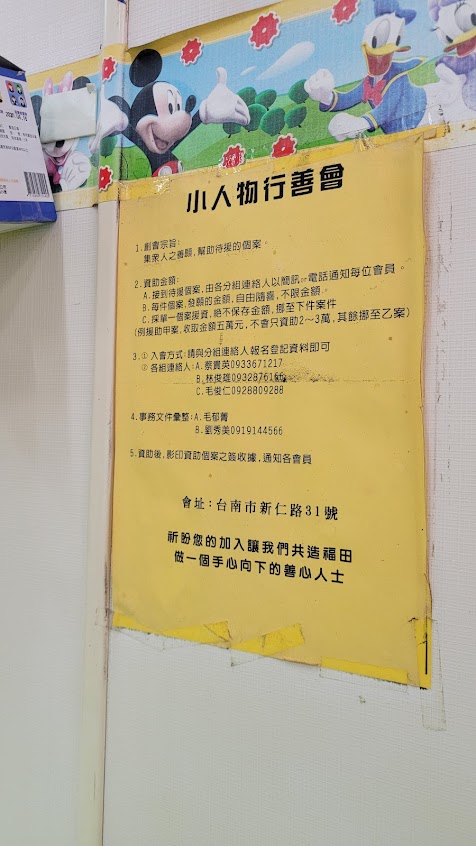 小人物行善會
1.創會宗旨:
集眾人之善願,幫助待援的個案。
2.資助金額:
A.接到待援個案,由各分組連絡人以簡訊、電話通知每位會員。
B.每件個案,發願的金額,自由隨喜,不限金額。
C.採單一個案援資,絶不保存金額,挪至下件案件
(例援助甲案,收取金額五萬元,不會只資助2~3萬,其餘挪至乙案)
3.① 入會方式:請與分組連絡人報名登記資料即可
② 各組連絡人:A.蔡貴英0933671217
B.林俊聰0932876166
C.毛俊仁0928809288
4.事務文件彙整:A.毛郁菁
B.劉秀美0919144566
5.資助後,影印資助個案之簽收據,通知各會員
會址:台南市新仁路31號
祈盼您的加入讓我們共造福田
做一個手心向下的善心人士